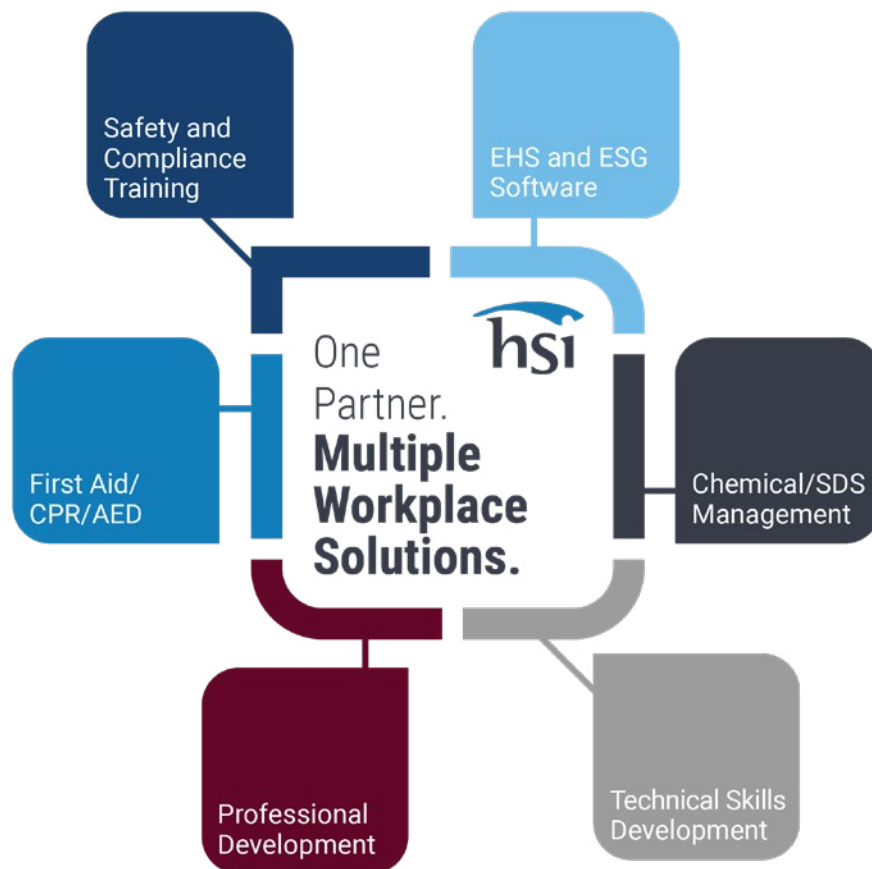 Safety and
Compliance
Training
EHS and ESG
Software
hsi
One
Partner.
Multiple
Workplace
Solutions.
First Aid/
CPR/AED
Chemical/SDS
Management
Professional
Development
Technical Skills
Development